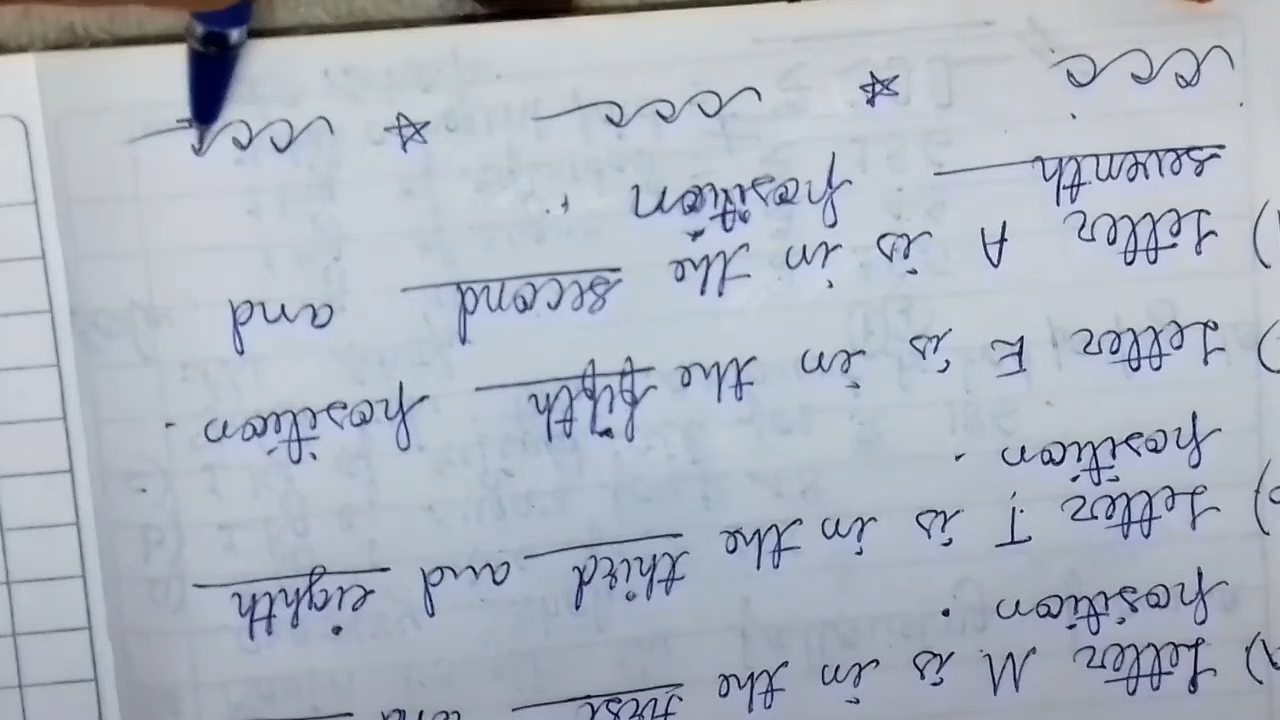 a) Letter M is in the first and
position.
Letter T is in the third and eighth
position.
Letter E is in the fifth position.
Letter A is in the second and
seventh position.